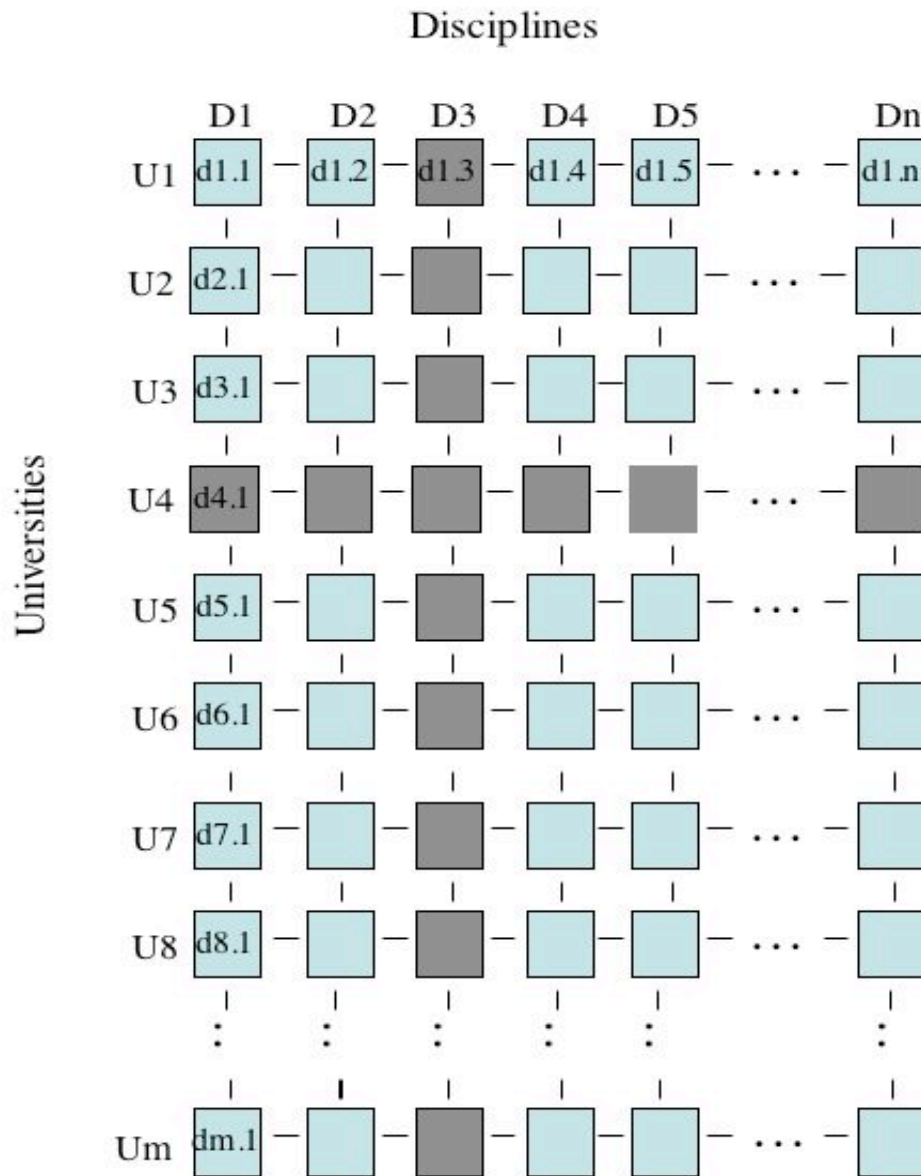 Disciplines
D1 D2 D3 D4 D5 Dn
U1 d1.1 d1.2 d1.3 d1.4 d1.5 ... d1.n
U2 d2.1 ...
U3 d3.1 ...
Universities
U4 d4.1 ...
U5 d5.1 ...
U6 d6.1 ...
U7 d7.1 ...
U8 d8.1 ...
: : : : : :
Um dm.1 ...